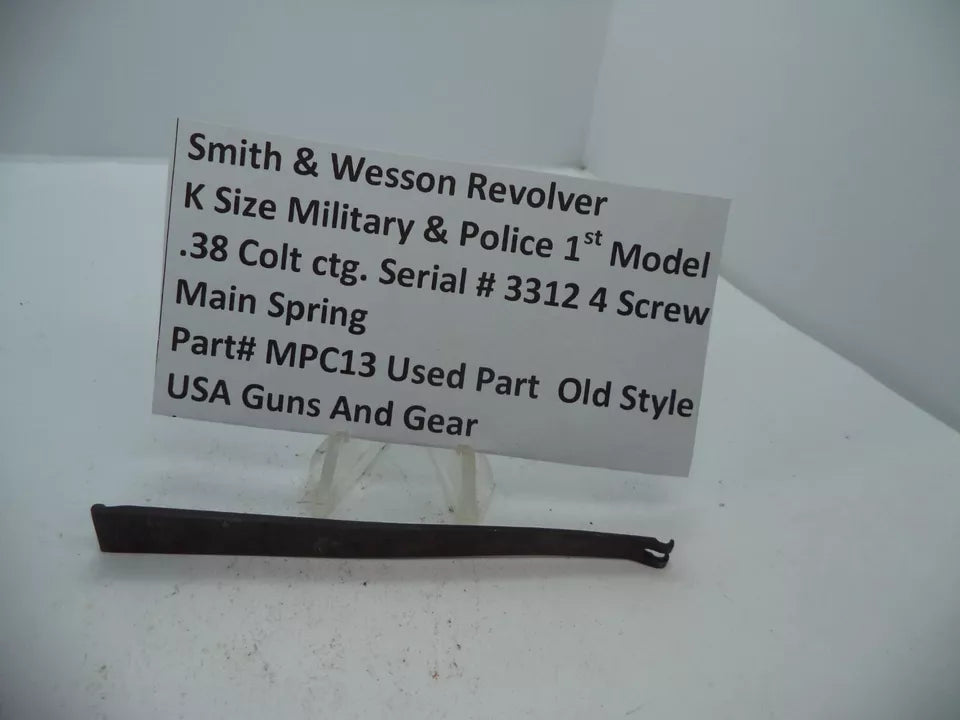 Smith & Wesson Revolver
K Size Military & Police 1st Model
.38 Colt ctg. Serial # 3312 4 Screw
Main Spring
Part# MPC13 Used Part  Old Style
USA Guns And Gear